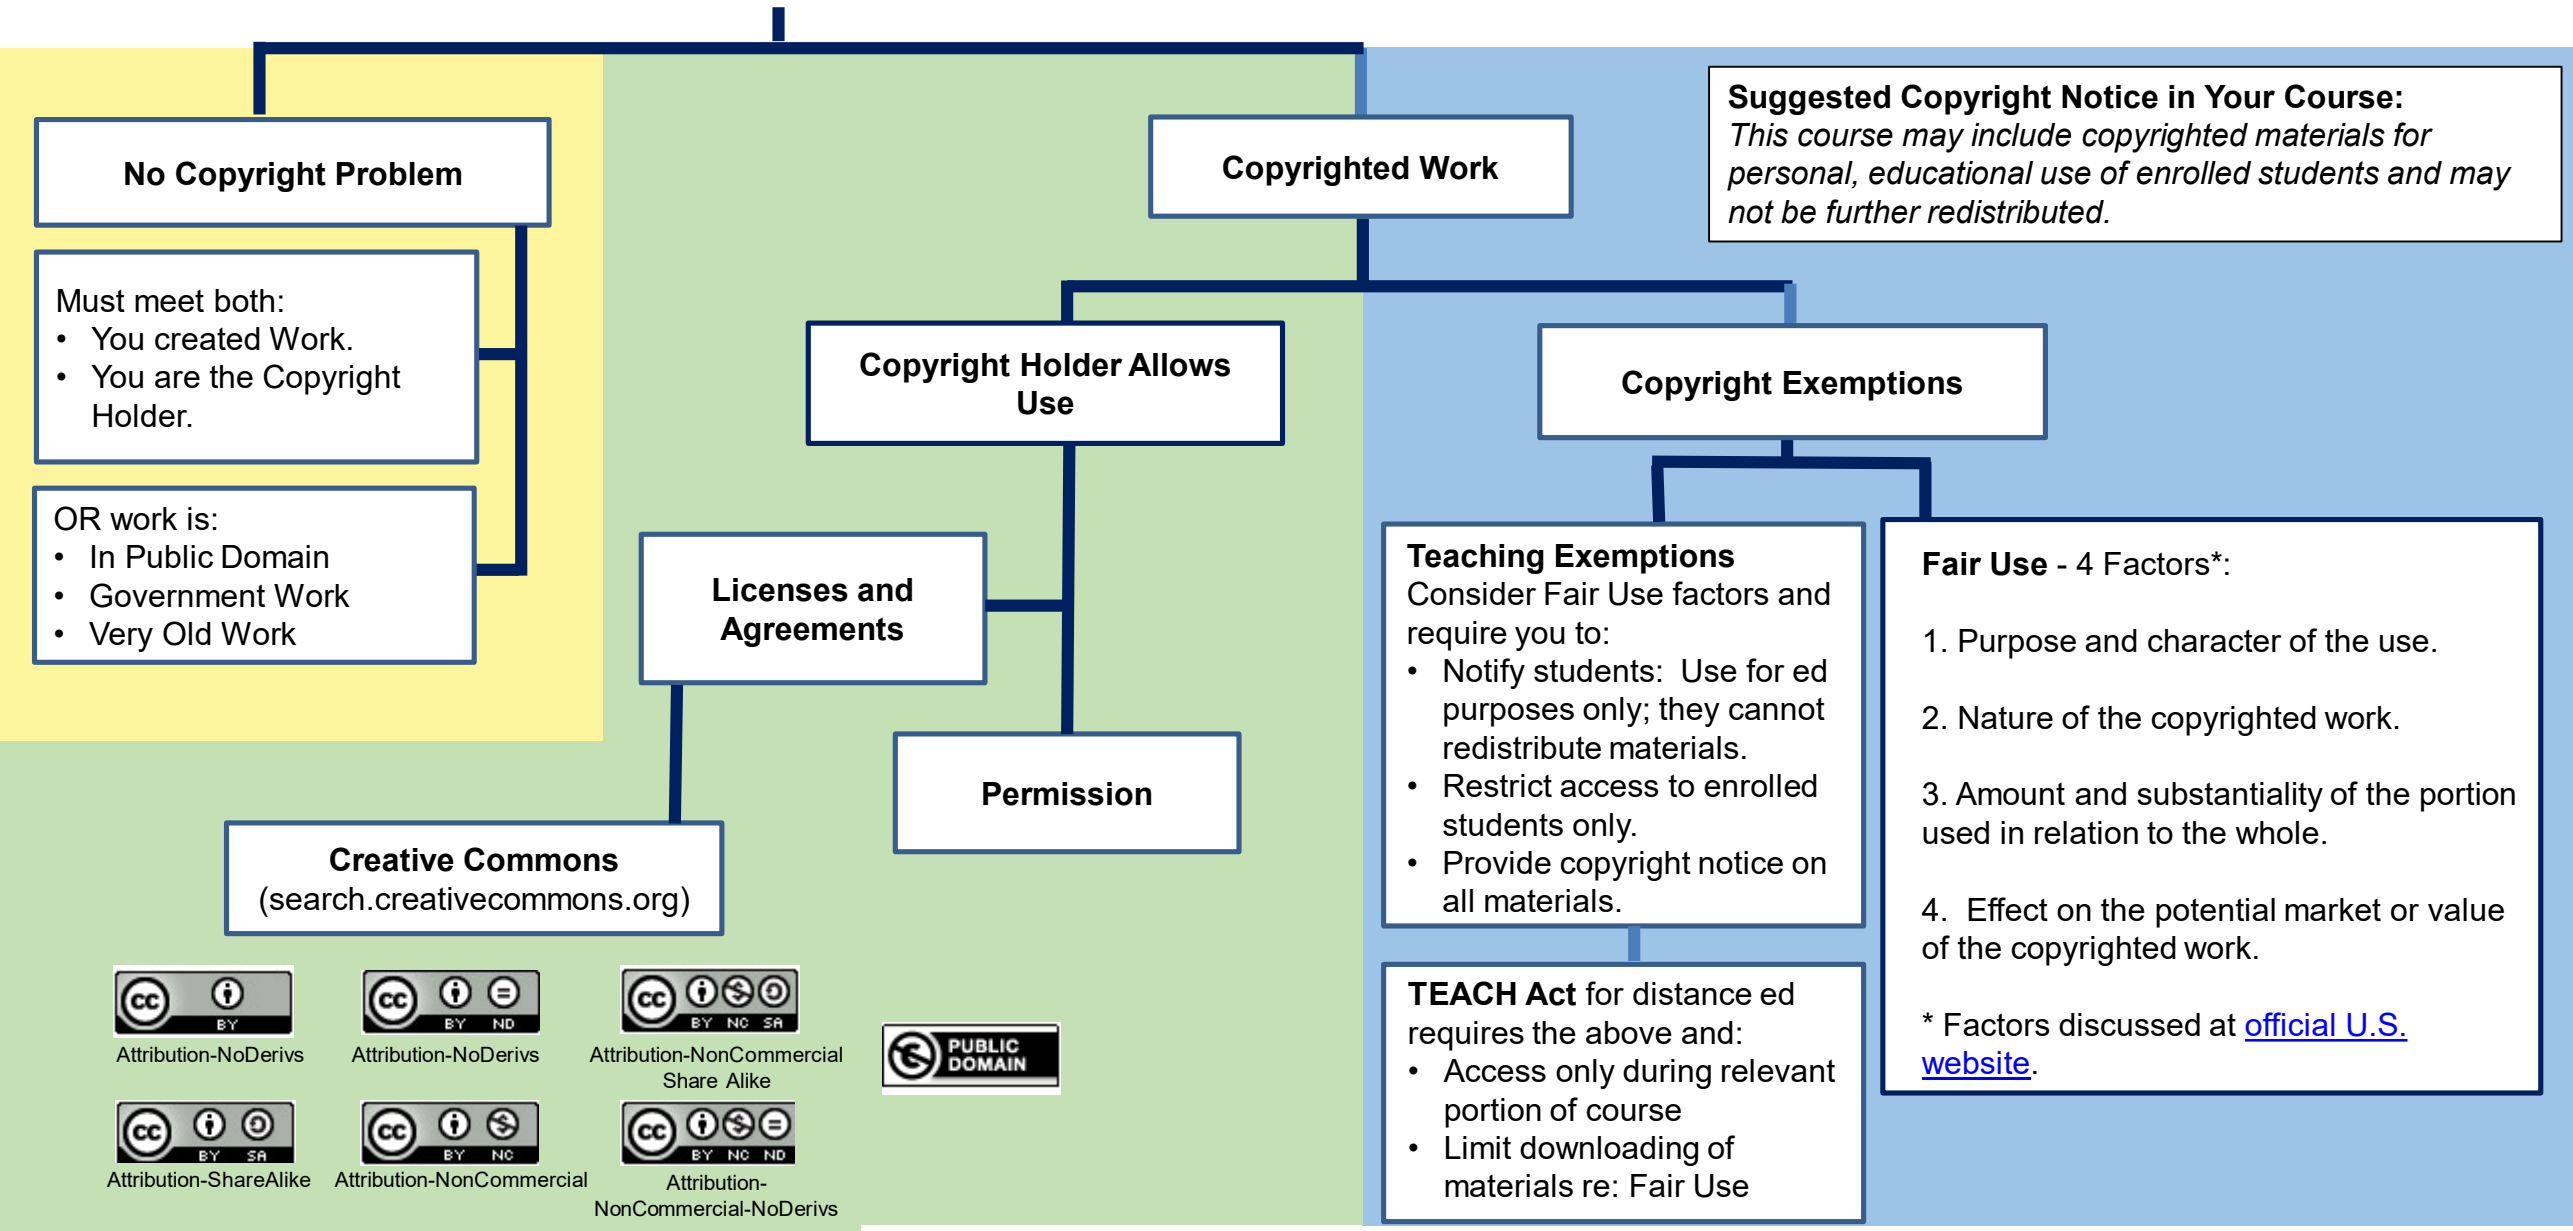 No Copyright Problem
Must meet both:
• You created Work.
• You are the Copyright
Holder.
OR work is:
• In Public Domain
• Government Work
• Very Old Work
Copyrighted Work
Suggested Copyright Notice in Your Course:
This course may include copyrighted materials for
personal, educational use of enrolled students and may
not be further redistributed.
Copyright Holder Allows
Use
Licenses and
Agreements
Permission
Creative Commons
(search.creativecommons.org)
cc
BY
Attribution-NoDerivs
cc
BY ND
Attribution-NoDerivs
cc
BY NC SA
Attribution-NonCommercial
Share Alike
PUBLIC
DOMAIN
cc
BY SA
Attribution-ShareAlike
cc
BY NC
Attribution-NonCommercial
cc
BY NC ND
Attribution-
NonCommercial-NoDerivs
Copyright Exemptions
Teaching Exemptions
Consider Fair Use factors and
require you to:
• Notify students: Use for ed
purposes only; they cannot
redistribute materials.
• Restrict access to enrolled
students only.
• Provide copyright notice on
all materials.
TEACH Act for distance ed
requires the above and:
• Access only during relevant
portion of course
• Limit downloading of
materials re: Fair Use
Fair Use - 4 Factors*:
1. Purpose and character of the use.
2. Nature of the copyrighted work.
3. Amount and substantiality of the portion
used in relation to the whole.
4. Effect on the potential market or value
of the copyrighted work.
* Factors discussed at official U.S.
website.